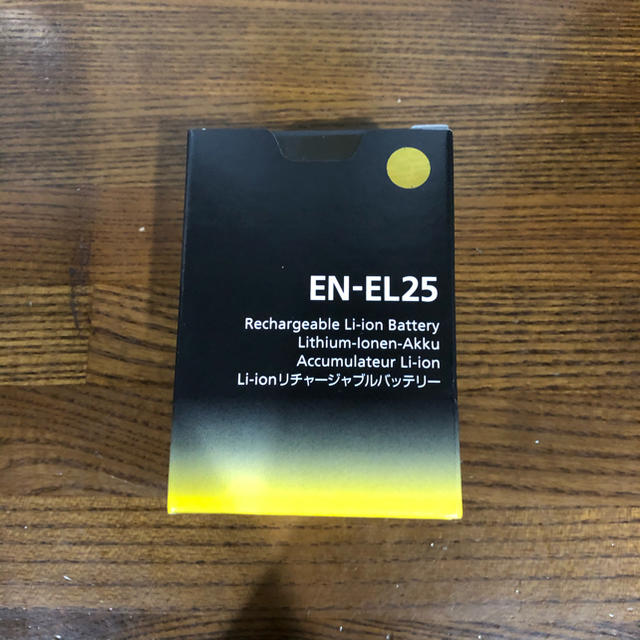 EN-EL25
Rechargeable Li-ion Battery
Lithium-Ionen-Akku
Accumulateur Li-ion
Li-ionリチャージャブルバッテリー